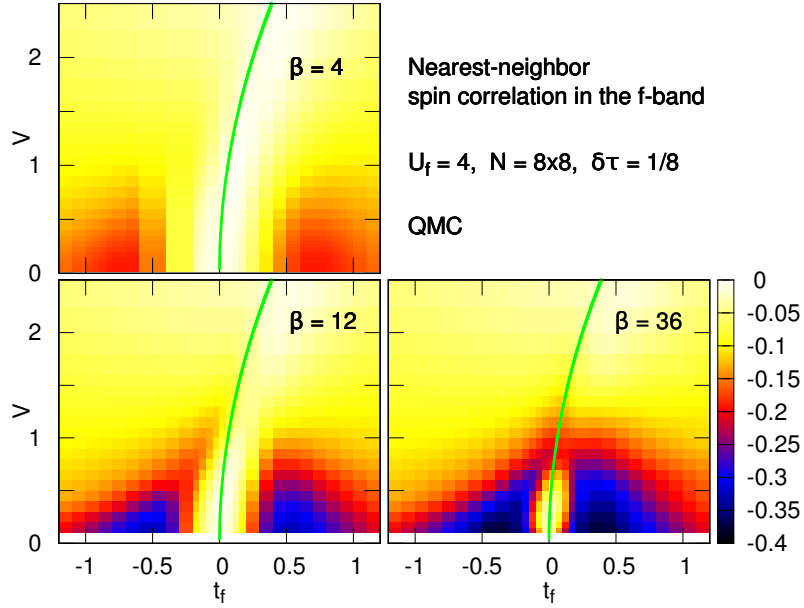 2
1
0
V
β = 4
Nearest-neighbor
spin correlation in the f-band
U_f = 4, N = 8x8, δτ = 1/8
QMC
2
1
0
V
β = 12
-1 -0.5 0 0.5 1
t_f
β = 36
-1 -0.5 0 0.5 1
t_f
0
-0.05
-0.1
-0.15
-0.2
-0.25
-0.3
-0.35
-0.4